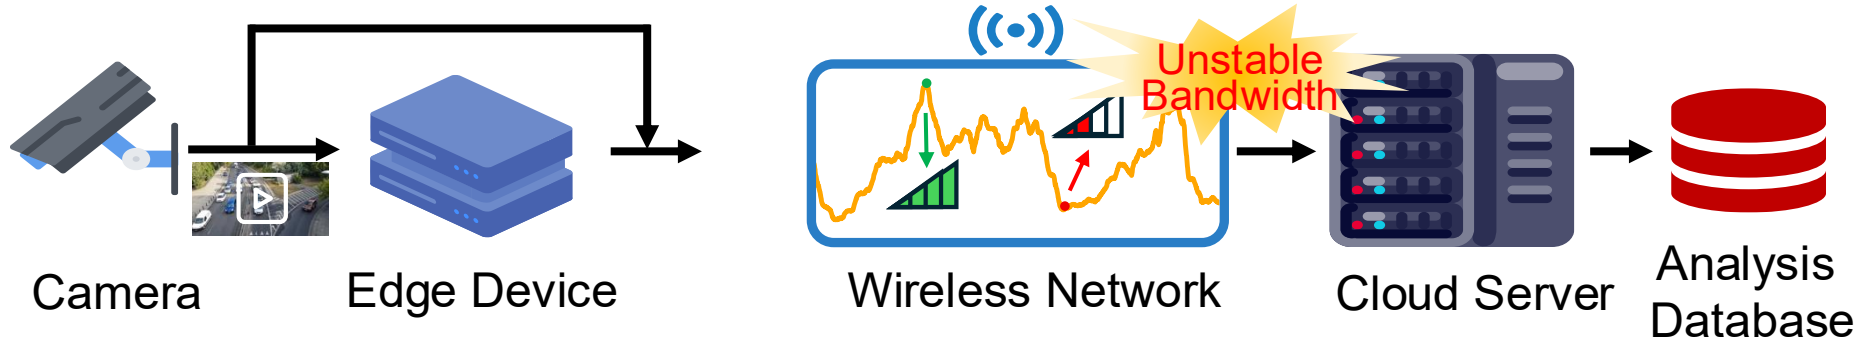 Unstable
Bandwidth
Camera
Edge Device
Wireless Network
Cloud Server
Analysis
Database